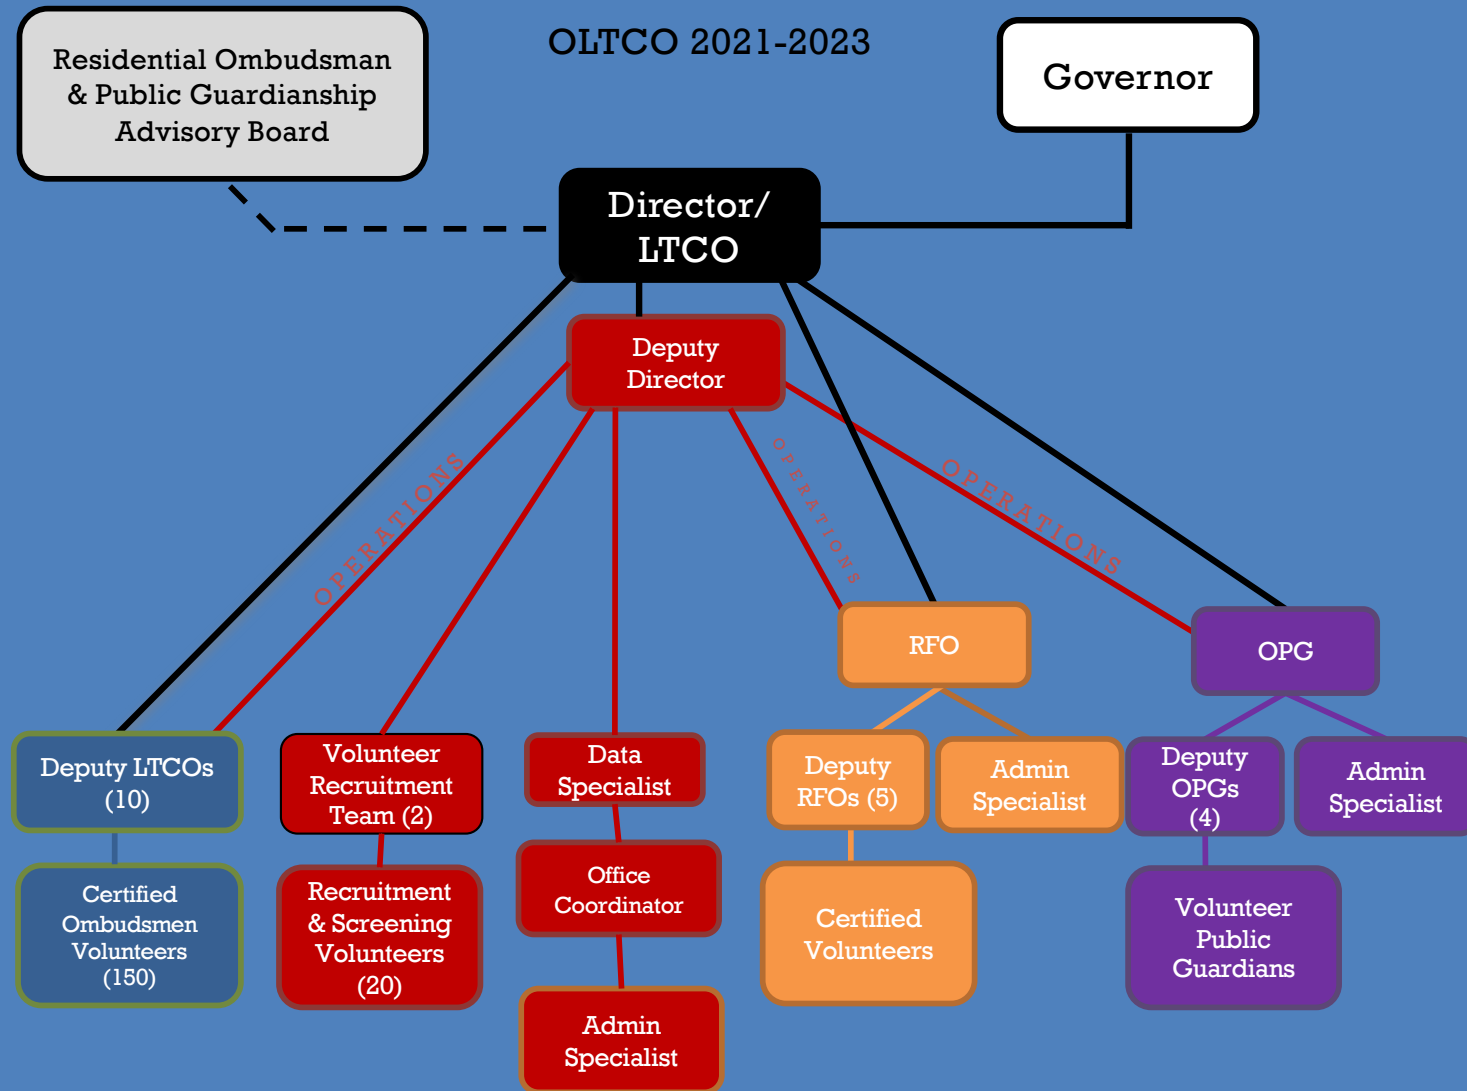 OLTCO 2021-2023
Residential Ombudsman
& Public Guardianship
Advisory Board
Governor
Director/
LTCO
Deputy
Director
OPERATIONS
OPERATIONS
OPERATIONS
RFO
OPG
Deputy LTCOs
(10)
Volunteer
Recruitment
Team (2)
Data
Specialist
Deputy
RFOs (5)
Admin
Specialist
Deputy
OPGs
(4)
Admin
Specialist
Certified
Ombudsmen
Volunteers
(150)
Recruitment
& Screening
Volunteers
(20)
Office
Coordinator
Certified
Volunteers
Volunteer
Public
Guardians
Admin
Specialist